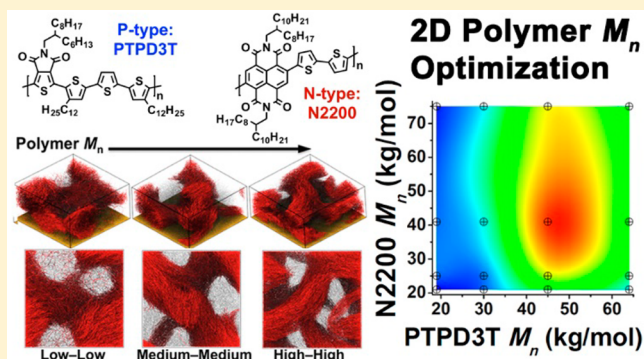 C8H17
C6H13
P-type:
PTPD3T
O
N
O
S
S
S
S
n
H25C12
C12H25
C10H21
C8H17
N-type:
N2200
O
N
O
S
S
n
O
N
O
H17C8
C10H21
Polymer Mn
Low–Low
Medium–Medium
High–High
2D Polymer Mn
Optimization
N2200 Mn (kg/mol)
70
60
50
40
30
20
30
40
50
60
PTPD3T Mn (kg/mol)